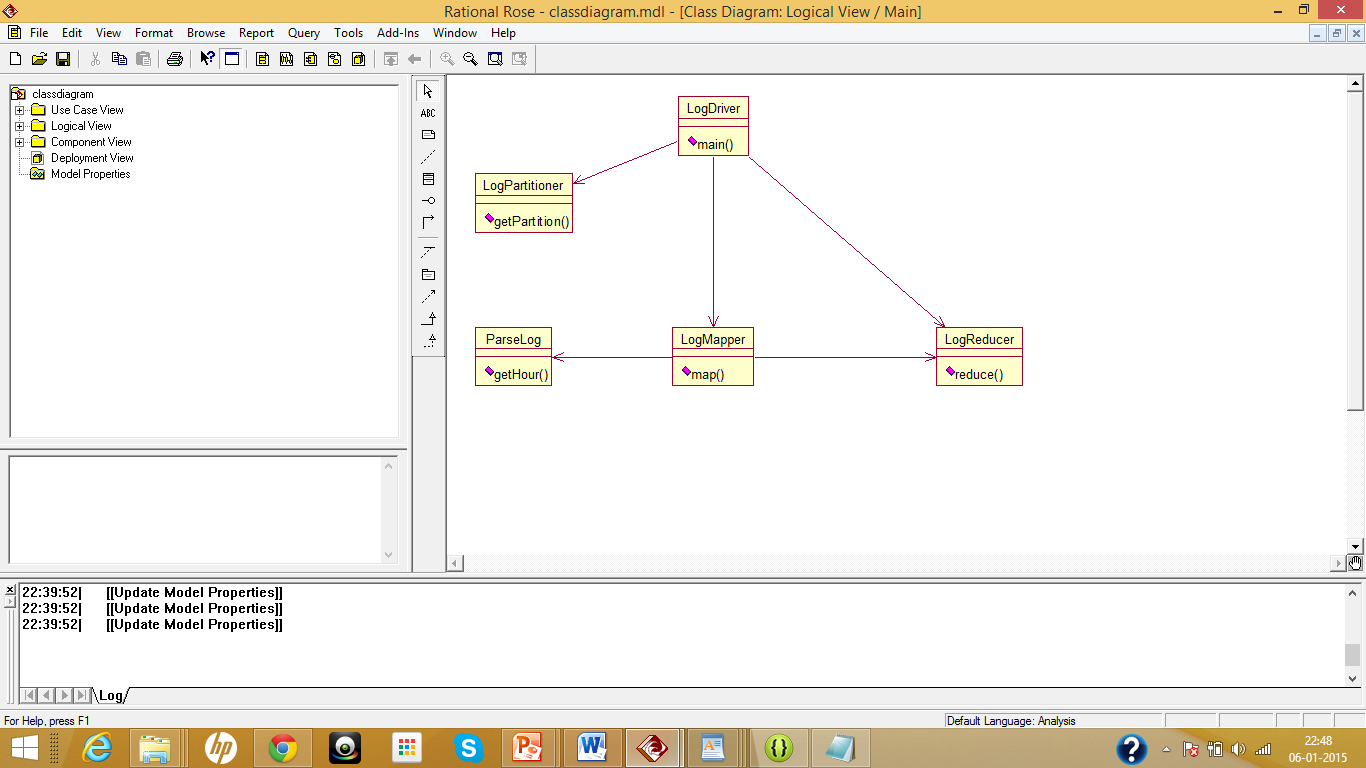 Rational Rose - classdiagram.mdl - [Class Diagram: Logical View / Main]
File Edit View Format Browse Report Query Tools Add-Ins Window Help
classdiagram
Use Case View
Logical View
Component View
Deployment View
Model Properties
ABC
LogDriver
main()
LogPartitioner
getPartition()
ParseLog
getHour()
LogMapper
map()
LogReducer
reduce()
22:39:52| [[Update Model Properties]]
22:39:52| [[Update Model Properties]]
22:39:52| [[Update Model Properties]]
Log
For Help, press F1
Default Language: Analysis
hp
22:48
06-01-2015